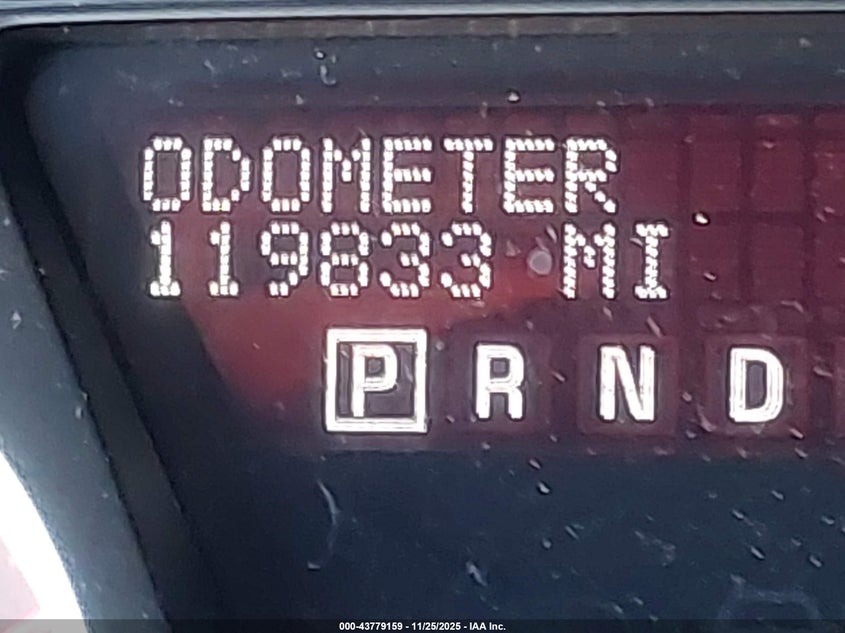 ODOMETER
119833 MI
P R N D
000-43779159 - 11/25/2025 - IAA Inc.